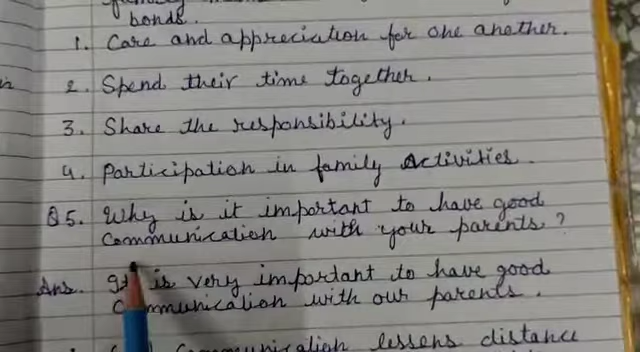 bonds.
1. Care and appreciation for one another.
2. Spend their time together.
3. Share the responsibility.
4. Participation in family Activities.
Q5. Why is it important to have good
communication with your parents?
Ans. It is very important to have good
communication with our parents.
communication lessens distance